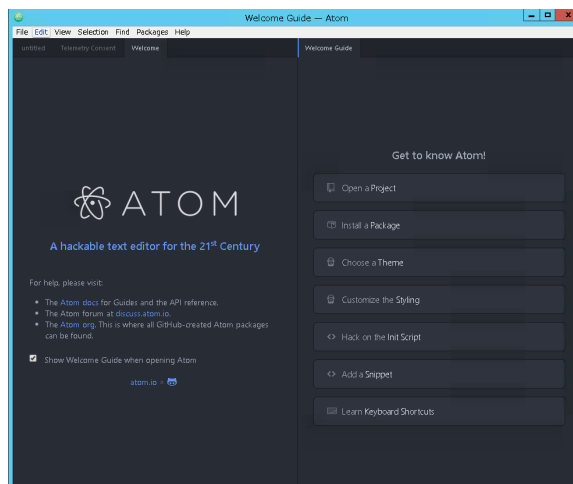 Welcome Guide — Atom
File Edit View Selection Find Packages Help
untitled Telemetry Consent Welcome
Welcome Guide
ATOM
A hackable text editor for the 21st Century
For help, please visit:
• The Atom docs for Guides and the API reference.
• The Atom forum at discuss.atom.io.
• The Atom org. This is where all GitHub-created Atom packages
can be found.
Show Welcome Guide when opening Atom
atom.io ×
Get to know Atom!
Open a Project
Install a Package
Choose a Theme
Customize the Styling
Hack on the Init Script
Add a Snippet
Learn Keyboard Shortcuts